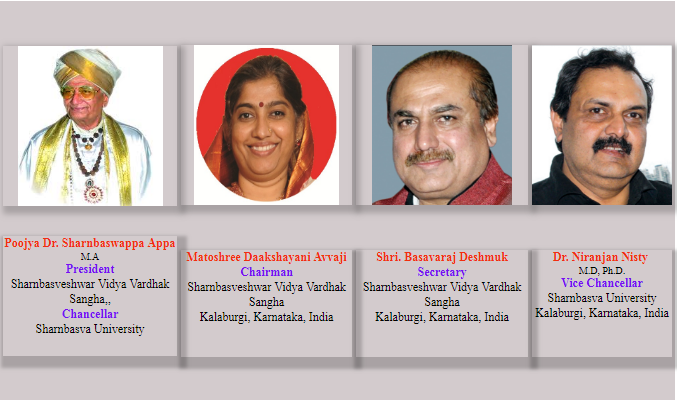 Poojya Dr. Sharnbaswappa Appa
M.A
President
Sharnbasveshwar Vidya Vardhak
Sangha,,
Chancellar
Sharnbasva University
Matoshree Daakshayani Avvaji
Chairman
Sharnbasveshwar Vidya Vardhak
Sangha
Kalaburgi, Karnataka, India
Shri. Basavaraj Deshmuk
Secretary
Sharnbasveshwar Vidya Vardhak
Sangha
Kalaburgi, Karnataka, India
Dr. Niranjan Nisty
M.D, Ph.D.
Vice Chancellar
Sharnbasva University
Kalaburgi, Karnataka, India